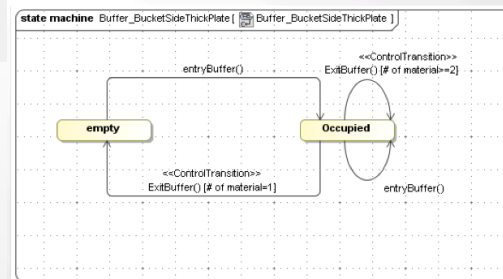 state machine Buffer_BucketSideThickPlate [ Buffer_BucketSideThickPlate ]
<<ControlTransition>>
ExitBuffer() [# of material>=2]
entryBuffer()
empty
Occupied
<<ControlTransition>>
ExitBuffer() [# of material=1]
entryBuffer()